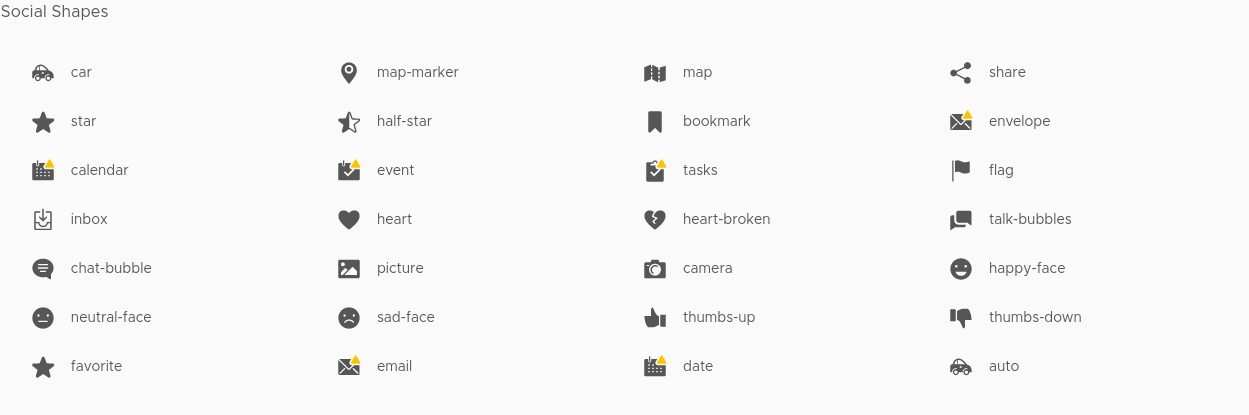 Social Shapes
car
map-marker
map
share
star
half-star
bookmark
envelope
calendar
event
tasks
flag
inbox
heart
heart-broken
talk-bubbles
chat-bubble
picture
camera
happy-face
neutral-face
sad-face
thumbs-up
thumbs-down
favorite
email
date
auto